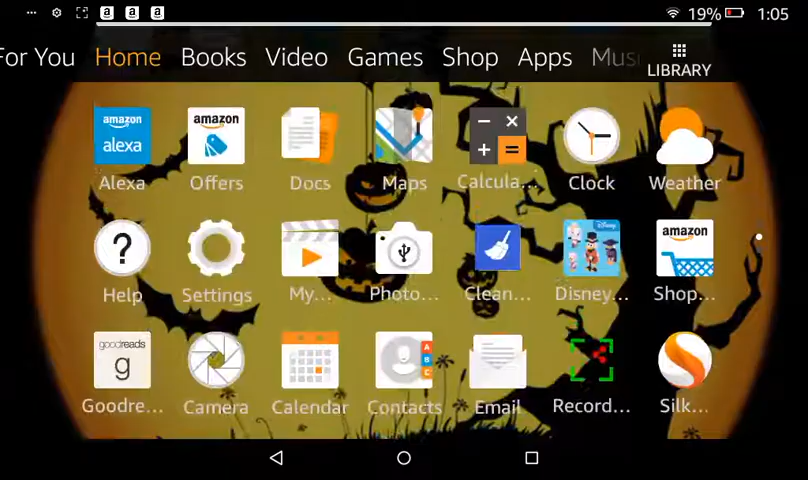 19% 1:05
For You Home Books Video Games Shop Apps Mus
LIBRARY
amazon alexa amazon
Alexa Offers Docs Maps Calcula... Clock Weather
? Disney amazon
Help Settings My... Photo... Clean... Disney... Shop...
goodreads g A B C
Goodre... Camera Calendar Contacts Email Record... Silk...